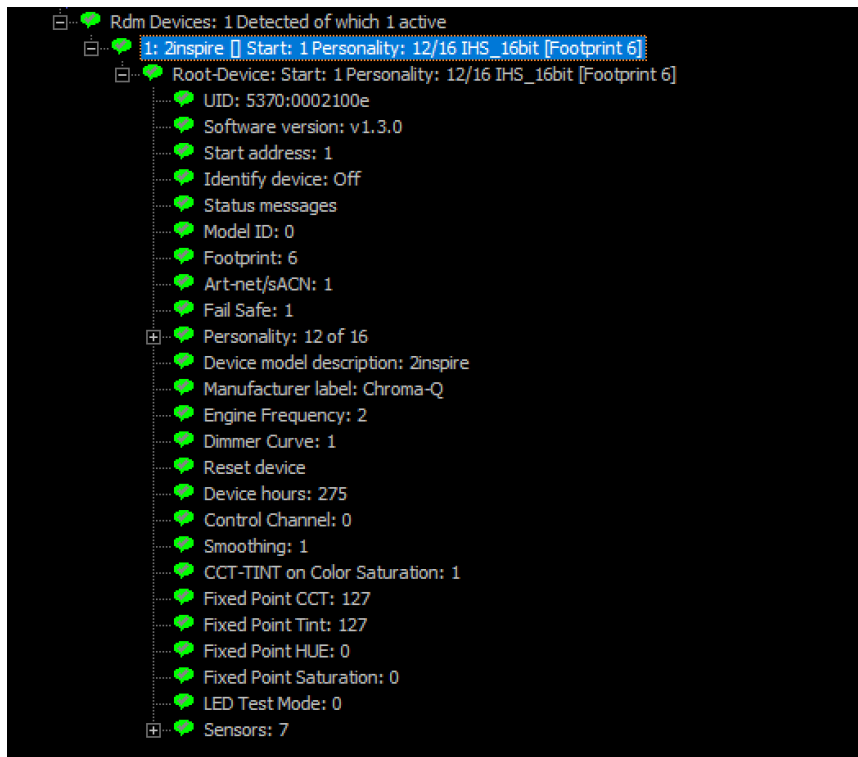 Rdm Devices: 1 Detected of which 1 active
1: 2inspire [] Start: 1 Personality: 12/16 IHS_16bit [Footprint 6]
Root-Device: Start: 1 Personality: 12/16 IHS_16bit [Footprint 6]
UID: 5370:0002100e
Software version: v1.3.0
Start address: 1
Identify device: Off
Status messages
Model ID: 0
Footprint: 6
Art-net/sACN: 1
Fail Safe: 1
Personality: 12 of 16
Device model description: 2inspire
Manufacturer label: Chroma-Q
Engine Frequency: 2
Dimmer Curve: 1
Reset device
Device hours: 275
Control Channel: 0
Smoothing: 1
CCT-TINT on Color Saturation: 1
Fixed Point CCT: 127
Fixed Point Tint: 127
Fixed Point HUE: 0
Fixed Point Saturation: 0
LED Test Mode: 0
Sensors: 7